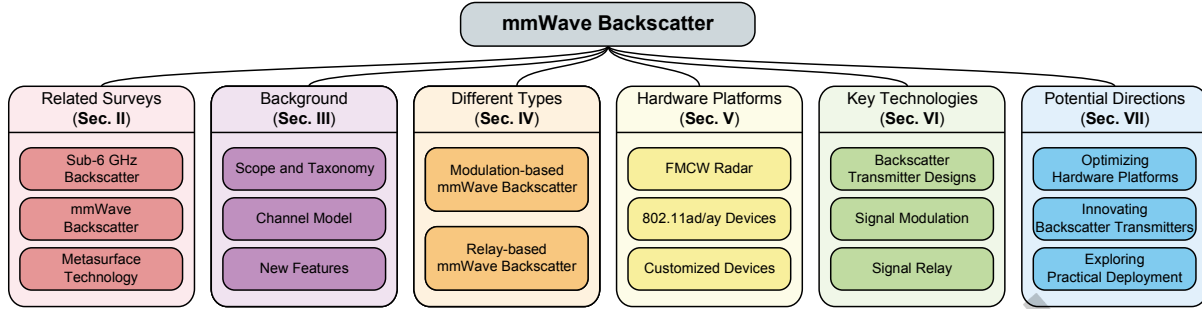 mmWave Backscatter
Related Surveys
(Sec. II)
Sub-6 GHz
Backscatter
mmWave
Backscatter
Metasurface
Technology
Background
(Sec. III)
Scope and Taxonomy
Channel Model
New Features
Different Types
(Sec. IV)
Modulation-based
mmWave Backscatter
Relay-based
mmWave Backscatter
Hardware Platforms
(Sec. V)
FMCW Radar
802.11ad/ay Devices
Customized Devices
Key Technologies
(Sec. VI)
Backscatter
Transmitter Designs
Signal Modulation
Signal Relay
Potential Directions
(Sec. VII)
Optimizing
Hardware Platforms
Innovating
Backscatter Transmitters
Exploring
Practical Deployment